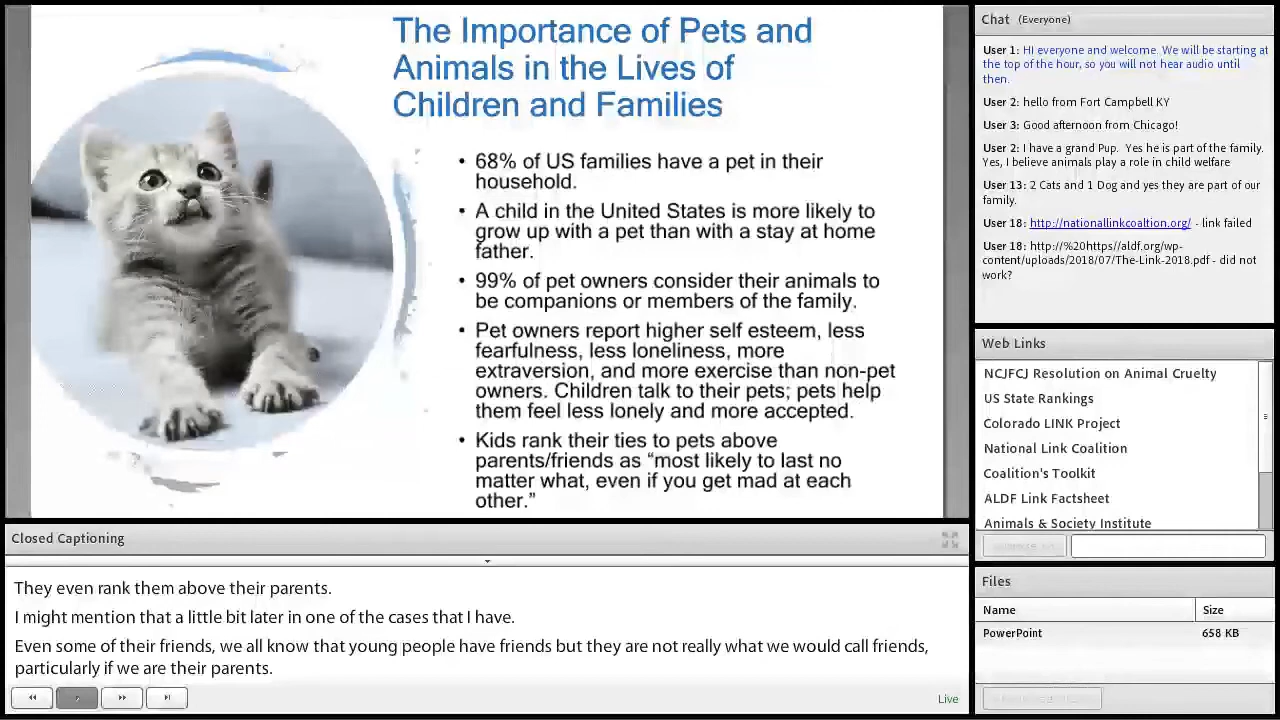 The Importance of Pets and
Animals in the Lives of
Children and Families
• 68% of US families have a pet in their
household.
• A child in the United States is more likely to
grow up with a pet than with a stay at home
father.
• 99% of pet owners consider their animals to
be companions or members of the family.
• Pet owners report higher self esteem, less
fearfulness, less loneliness, more
extraversion, and more exercise than non-pet
owners. Children talk to their pets; pets help
them feel less lonely and more accepted.
• Kids rank their ties to pets above
parents/friends as “most likely to last no
matter what, even if you get mad at each
other.”
Closed Captioning
They even rank them above their parents.
I might mention that a little bit later in one of the cases that I have.
Even some of their friends, we all know that young people have friends but they are not really what we would call friends,
particularly if we are their parents.
Live
Chat (Everyone)
User 1: HI everyone and welcome. We will be starting at
the top of the hour, so you will not hear audio until
then.
User 2: hello from Fort Campbell KY
User 3: Good afternoon from Chicago!
User 2: I have a grand Pup. Yes he is part of the family.
Yes, I believe animals play a role in child welfare
User 13: 2 Cats and 1 Dog and yes they are part of our
family.
User 18: http://nationallinkcoaltion.org/ - link failed
User 18: http://%20https//aldf.org/wp-
content/uploads/2018/07/The-Link-2018.pdf - did not
work?
Web Links
NCJFCJ Resolution on Animal Cruelty
US State Rankings
Colorado LINK Project
National Link Coalition
Coalition's Toolkit
ALDF Link Factsheet
Animals & Society Institute
Files
Name Size
PowerPoint 658 KB